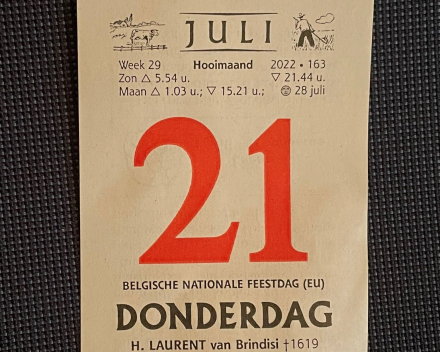 JULI
Week 29 Hooimaand 2022 • 163
Zon △ 5.54 u. ▽ 21.44 u.
Maan △ 1.03 u.; ▽ 15.21 u.; 🌚 28 juli
21
BELGISCHE NATIONALE FEESTDAG (EU)
DONDERDAG
H. LAURENT van Brindisi †1619